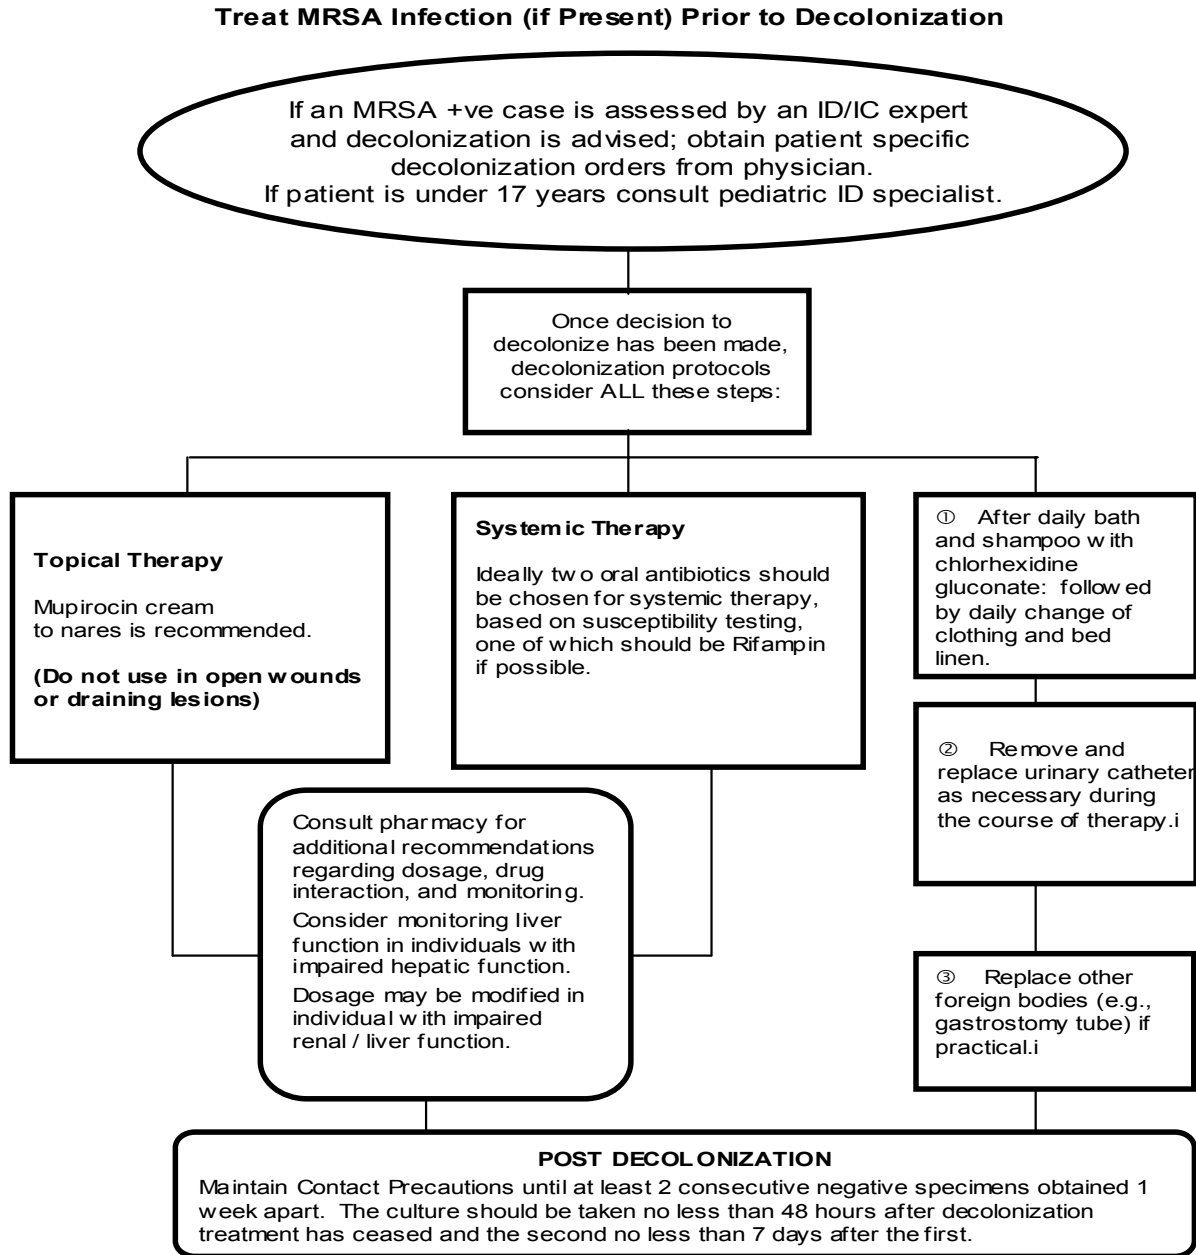 Treat MRSA Infection (if Present) Prior to Decolonization
If an MRSA +ve case is assessed by an ID/IC expert
and decolonization is advised; obtain patient specific
decolonization orders from physician.
If patient is under 17 years consult pediatric ID specialist.
Once decision to
decolonize has been made,
decolonization protocols
consider ALL these steps:
Topical Therapy
Mupirocin cream
to nares is recommended.
(Do not use in open wounds
or draining lesions)
Systemic Therapy
Ideally two oral antibiotics should
be chosen for systemic therapy,
based on susceptibility testing,
one of which should be Rifampin
if possible.
① After daily bath
and shampoo with
chlorhexidine
gluconate: followed
by daily change of
clothing and bed
linen.
② Remove and
replace urinary catheter
as necessary during
the course of therapy.i
③ Replace other
foreign bodies (e.g.,
gastrostomy tube) if
practical.i
Consult pharmacy for
additional recommendations
regarding dosage, drug
interaction, and monitoring.
Consider monitoring liver
function in individuals with
impaired hepatic function.
Dosage may be modified in
individual with impaired
renal / liver function.
POST DECOLONIZATION
Maintain Contact Precautions until at least 2 consecutive negative specimens obtained 1
week apart. The culture should be taken no less than 48 hours after decolonization
treatment has ceased and the second no less than 7 days after the first.